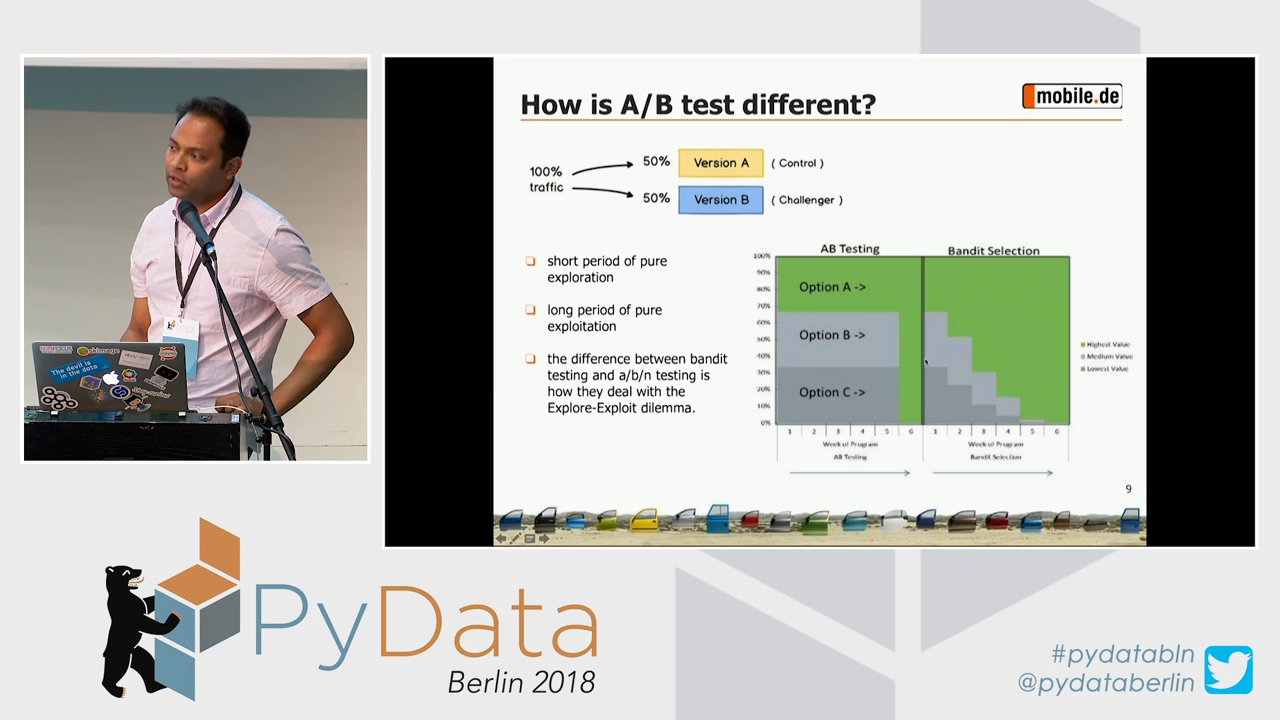 How is A/B test different?
mobile.de
100%
traffic
50%
Version A
( Control )
50%
Version B
( Challenger )
short period of pure
exploration
long period of pure
exploitation
the difference between bandit
testing and a/b/n testing is
how they deal with the
Explore-Exploit dilemma.
AB Testing
Bandit Selection
100%
90%
80%
70%
60%
50%
40%
30%
20%
10%
0%
Option A ->
Option B ->
Option C ->
Highest Value
Medium Value
Lowest Value
1 2 3 4 5 6 1 2 3 4 5 6
Week of Program
Week of Program
AB Testing
Bandit Selection
9
The devil is
in the data
skimage
PyData
Berlin 2018
#pydatabln
@pydataberlin